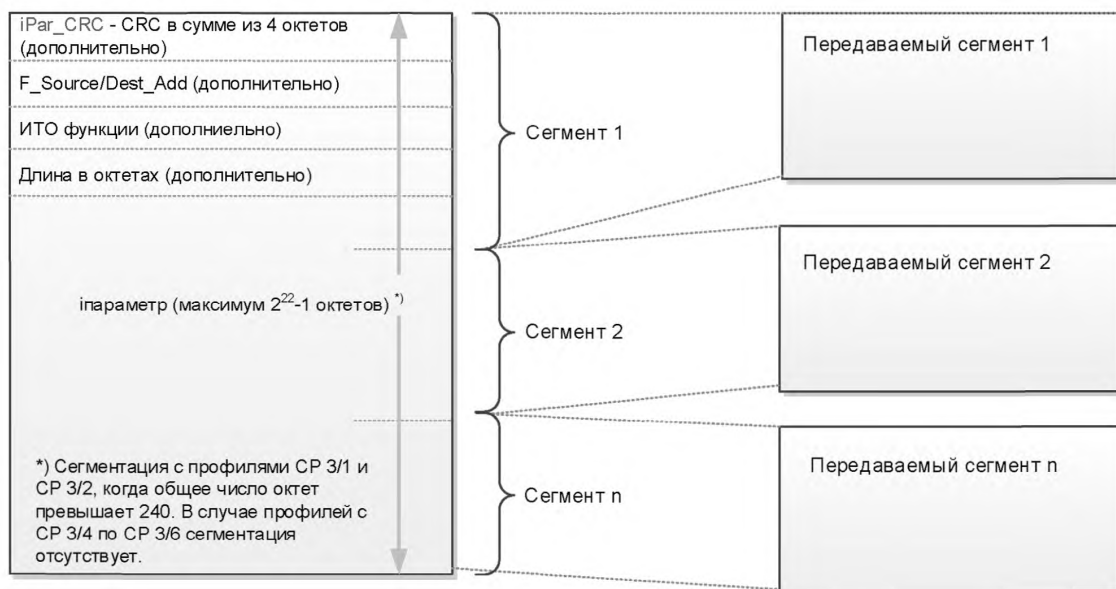 iPar_CRC - CRC в сумме из 4 октетов
(дополнительно)
F_Source/Dest_Add (дополнительно)
ИТО функции (дополниельно)
Длина в октетах (дополнительно)
iпараметр (максимум 2²²-1 октетов) *)
*) Сегментация с профилями CP 3/1 и
CP 3/2, когда общее число октет
превышает 240. В случае профилей с
CP 3/4 по CP 3/6 сегментация
отсутствует.
Сегмент 1
Сегмент 2
Сегмент n
Передаваемый сегмент 1
Передаваемый сегмент 2
Передаваемый сегмент n